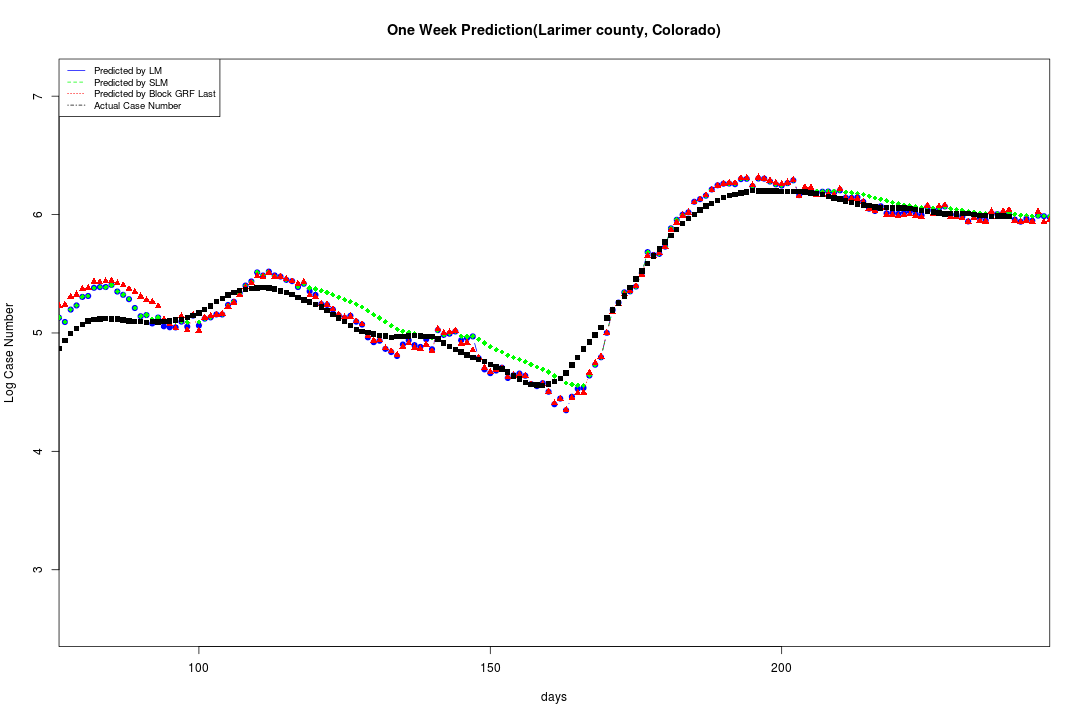 One Week Prediction(Larimer county, Colorado)
Predicted by LM
Predicted by SLM
Predicted by Block GRF Last
Actual Case Number
7
6
5
4
3
Log Case Number
100 150 200
days